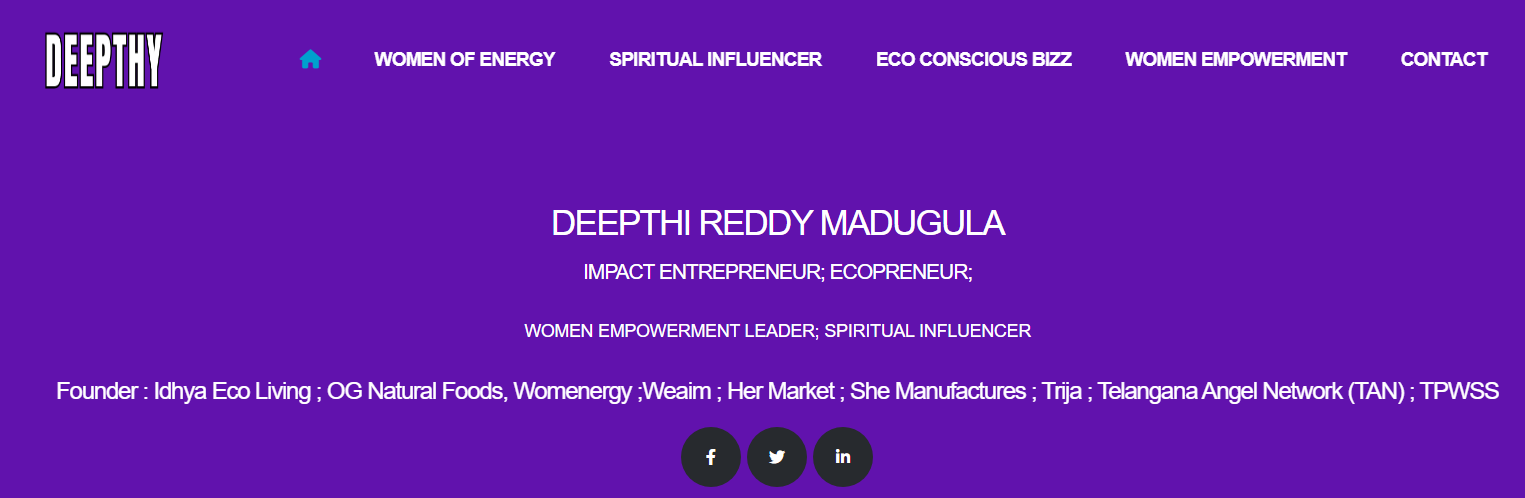 DEEPTHY
WOMEN OF ENERGY SPIRITUAL INFLUENCER ECO CONSCIOUS BIZZ WOMEN EMPOWERMENT CONTACT
DEEPTHI REDDY MADUGULA
IMPACT ENTREPRENEUR; ECOPRENEUR;
WOMEN EMPOWERMENT LEADER; SPIRITUAL INFLUENCER
Founder : Idhya Eco Living ; OG Natural Foods, Womenergy ;Weaim ; Her Market ; She Manufactures ; Trija ; Telangana Angel Network (TAN) ; TPWSS